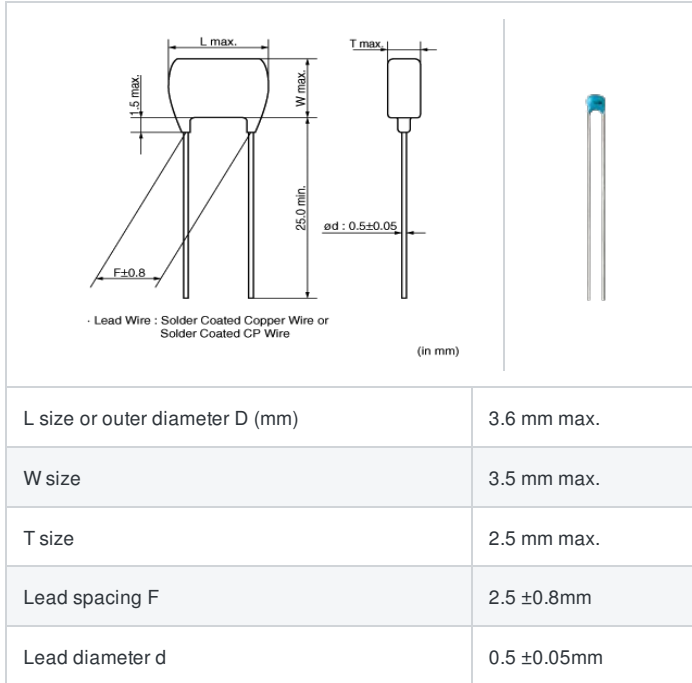 L max.
T max.
1.5 max.
W max.
25.0 min.
ød : 0.5±0.05
F±0.8
· Lead Wire : Solder Coated Copper Wire or
Solder Coated CP Wire
(in mm)
L size or outer diameter D (mm) 3.6 mm max.
W size 3.5 mm max.
T size 2.5 mm max.
Lead spacing F 2.5 ±0.8mm
Lead diameter d 0.5 ±0.05mm